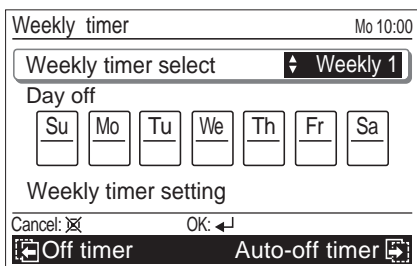 Weekly timer Mo 10:00
Weekly timer select Weekly 1
Day off
Su Mo Tu We Th Fr Sa
Weekly timer setting
Cancel: OK:
Off timer Auto-off timer